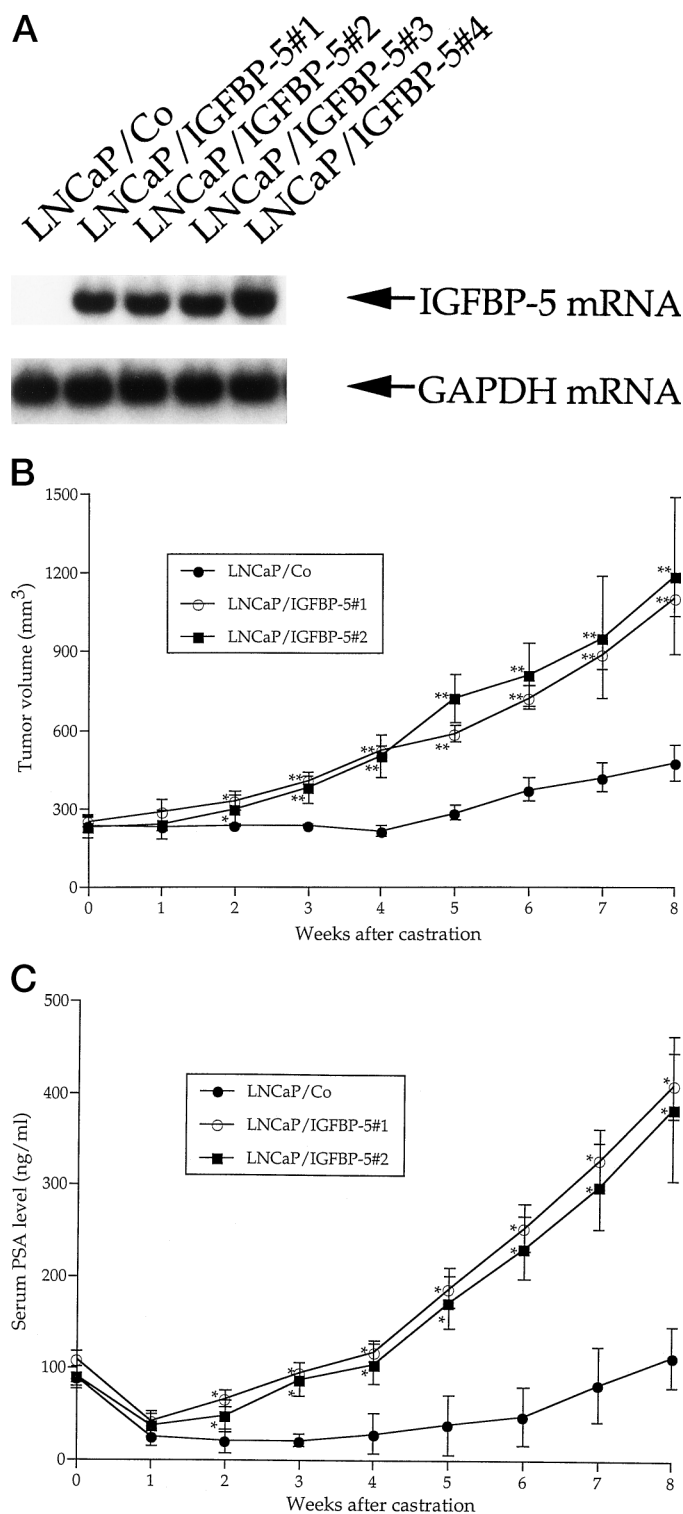 A
LNCaP/Co
LNCaP/IGFBP-5#1
LNCaP/IGFBP-5#2
LNCaP/IGFBP-5#3
LNCaP/IGFBP-5#4
IGFBP-5 mRNA
GAPDH mRNA
B
1500
1200
900
600
300
0
Tumor volume (mm³)
LNCaP/Co
LNCaP/IGFBP-5#1
LNCaP/IGFBP-5#2
** ** ** ** ** ** ** ** ** ** ** **
* *
0 1 2 3 4 5 6 7 8
Weeks after castration
C
500
400
300
200
100
0
Serum PSA level (ng/ml)
LNCaP/Co
LNCaP/IGFBP-5#1
LNCaP/IGFBP-5#2
* * * * * * * * * * * * * *
0 1 2 3 4 5 6 7 8
Weeks after castration